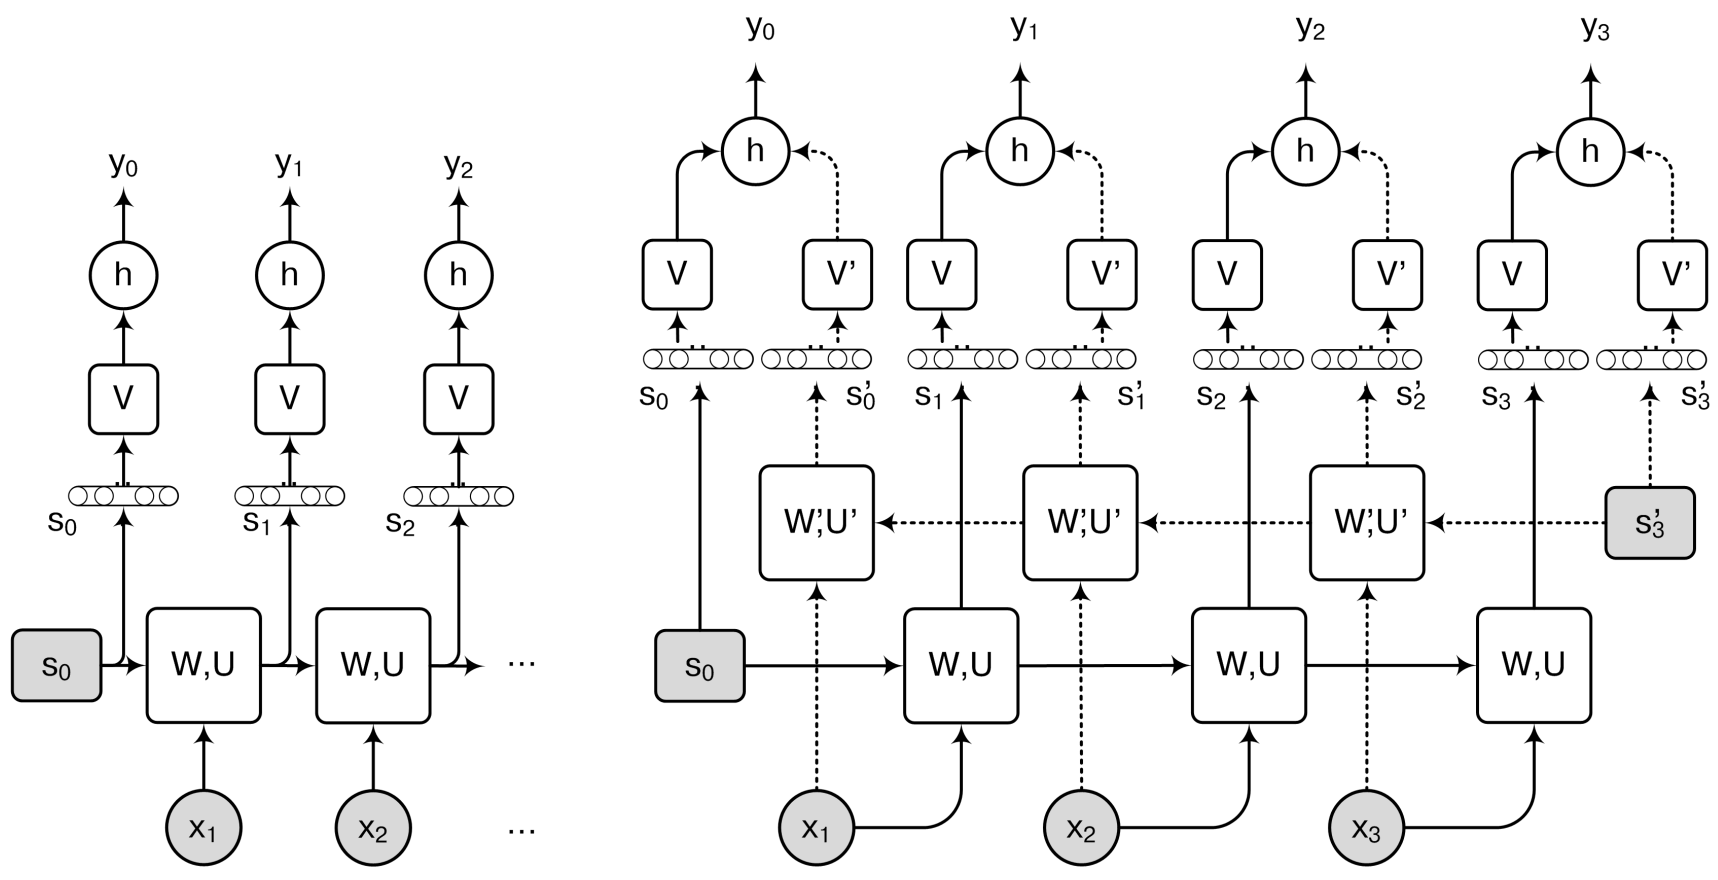 y₀ y₁ y₂
h h h
V V V
s₀ s₁ s₂
s₀ W,U W,U ...
x₁ x₂ ...
y₀ y₁ y₂ y₃
h h h h
V V' V V' V V' V V'
s₀ s'₀ s₁ s'₁ s₂ s'₂ s₃ s'₃
W',U' W',U' W',U' s'₃
s₀ W,U W,U W,U
x₁ x₂ x₃